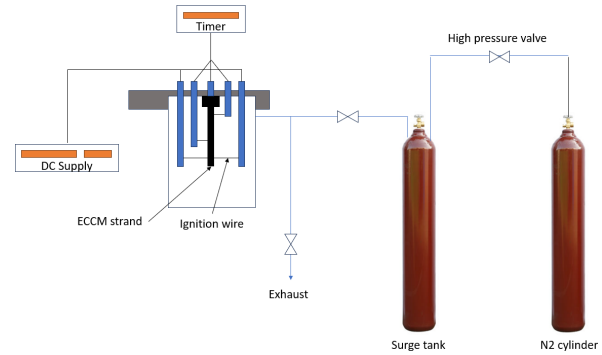 Timer
High pressure valve
DC Supply
ECCM strand
Ignition wire
Exhaust
Surge tank
N2 cylinder